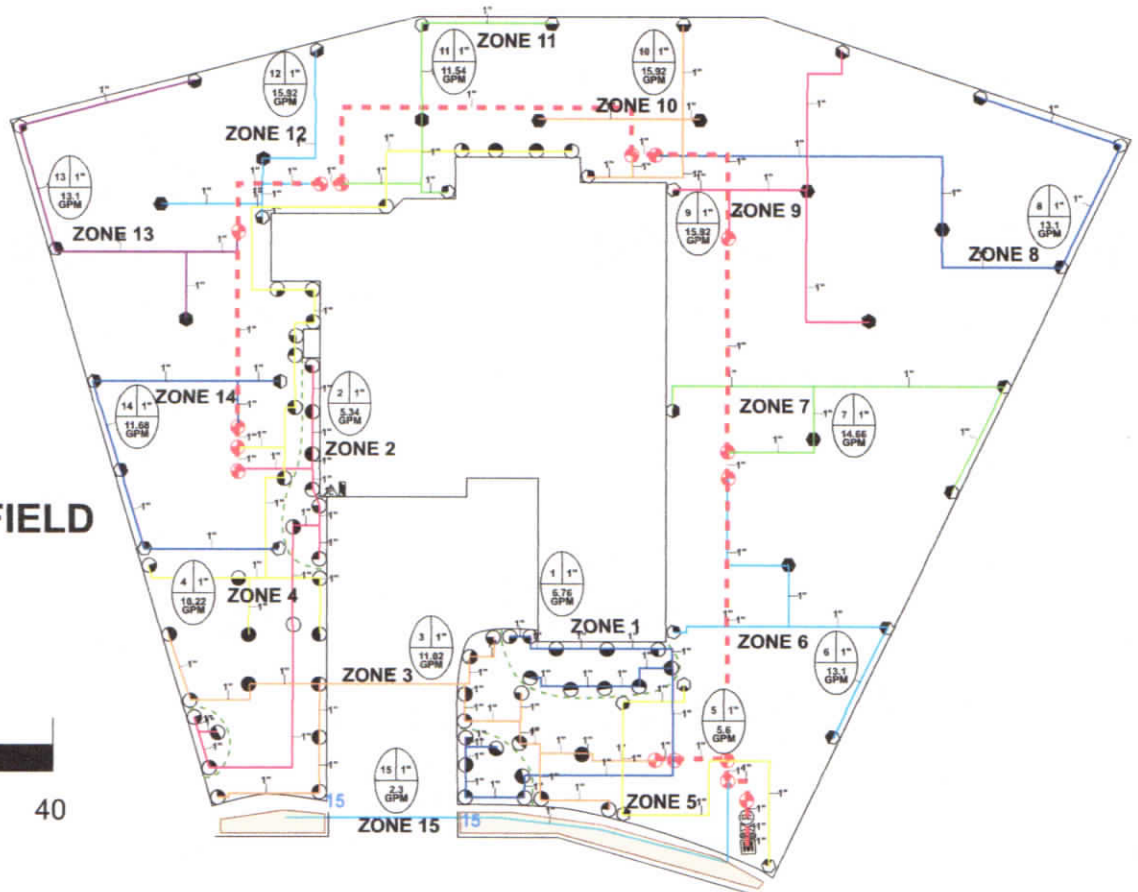 ZONE 11
11 1"
11.54
GPM
10 1"
15.92
GPM
12 1"
15.92
GPM
ZONE 10
ZONE 12
13 1"
13.1
GPM
ZONE 13
9 1"
15.92
GPM
ZONE 9
8 1"
13.1
GPM
ZONE 8
ZONE 14
14 1"
11.68
GPM
2 1"
5.34
GPM
ZONE 2
ZONE 7
7 1"
14.66
GPM
FIELD
4 1"
18.22
GPM
ZONE 4
1 1"
6.76
GPM
ZONE 1
3 1"
11.82
GPM
ZONE 3
ZONE 6
6 1"
13.1
GPM
5 1"
5.6
GPM
15 1"
2.3
GPM
40
15
ZONE 15
15
ZONE 5